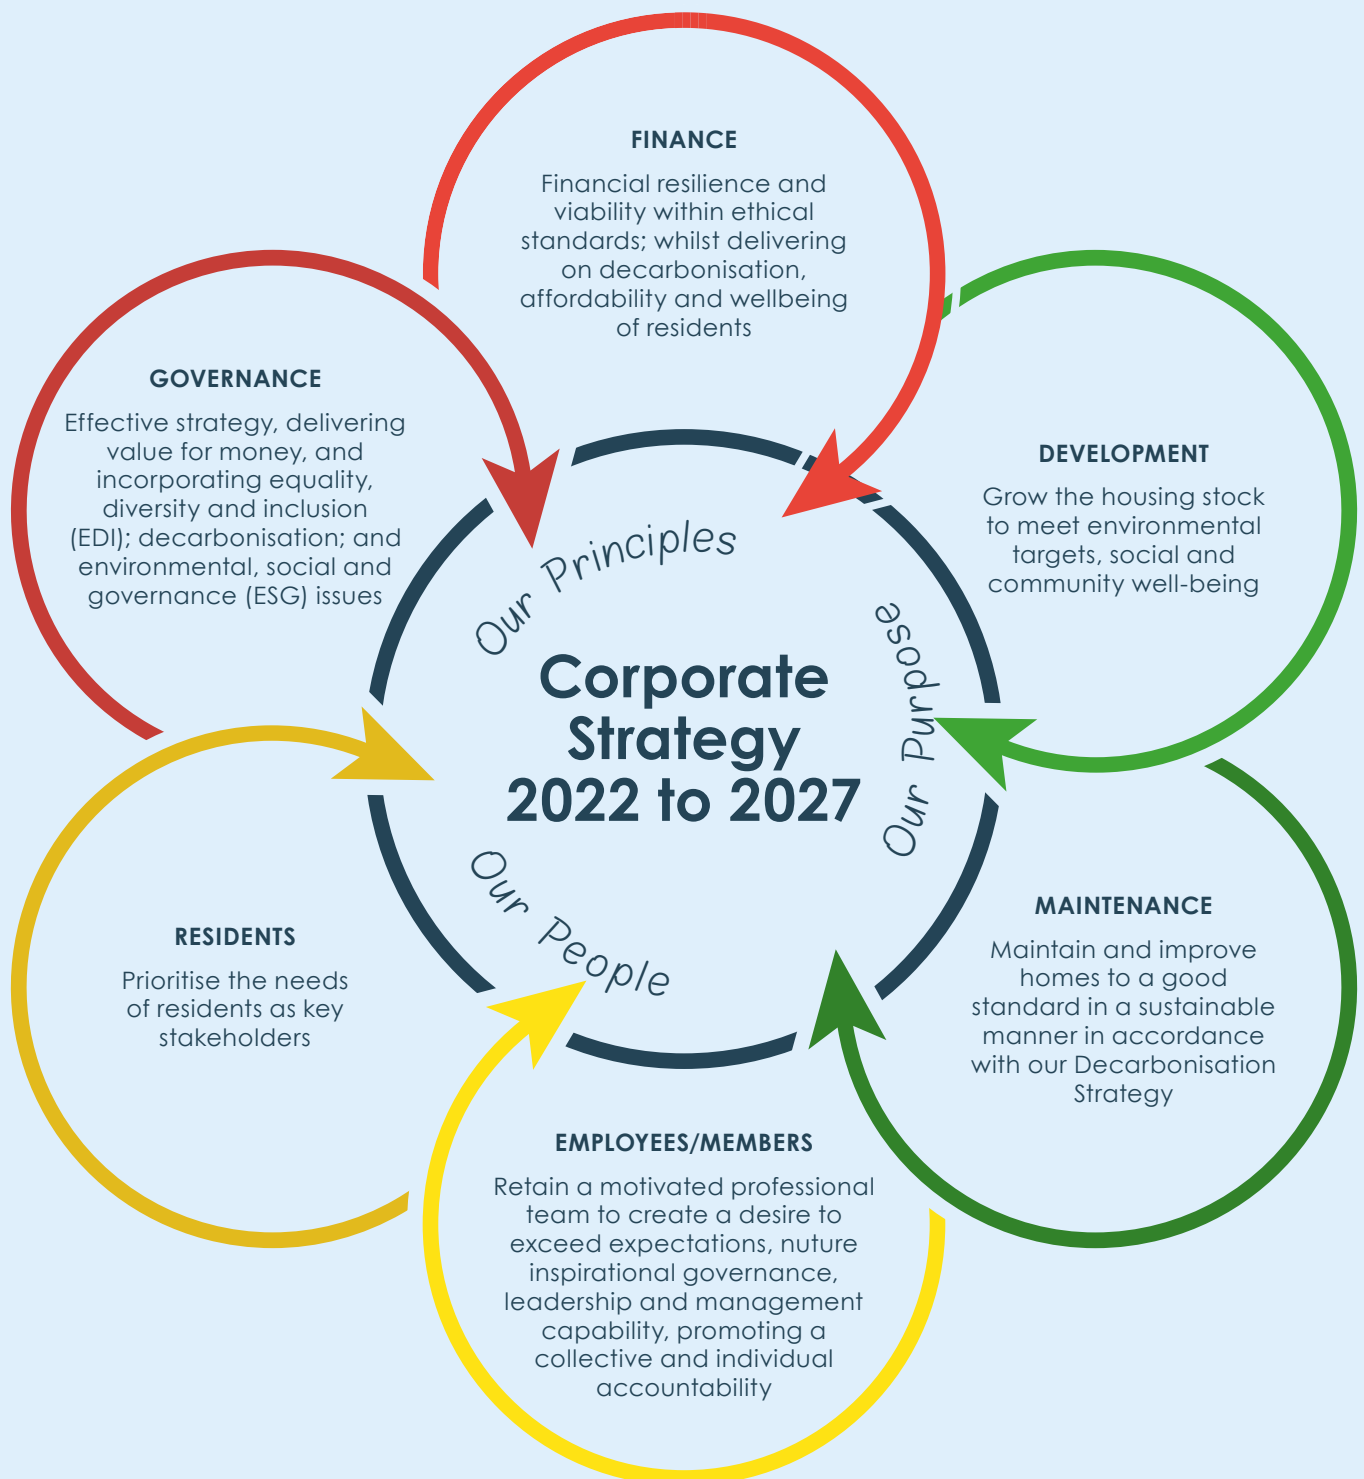 FINANCE
Financial resilience and
viability within ethical
standards; whilst delivering
on decarbonisation,
affordability and wellbeing
of residents
GOVERNANCE
Effective strategy, delivering
value for money, and
incorporating equality,
diversity and inclusion
(EDI); decarbonisation; and
environmental, social and
governance (ESG) issues
DEVELOPMENT
Grow the housing stock
to meet environmental
targets, social and
community well-being
Our Principles
Our Purpose
Our People
Corporate
Strategy
2022 to 2027
RESIDENTS
Prioritise the needs
of residents as key
stakeholders
MAINTENANCE
Maintain and improve
homes to a good
standard in a sustainable
manner in accordance
with our Decarbonisation
Strategy
EMPLOYEES/MEMBERS
Retain a motivated professional
team to create a desire to
exceed expectations, nuture
inspirational governance,
leadership and management
capability, promoting a
collective and individual
accountability